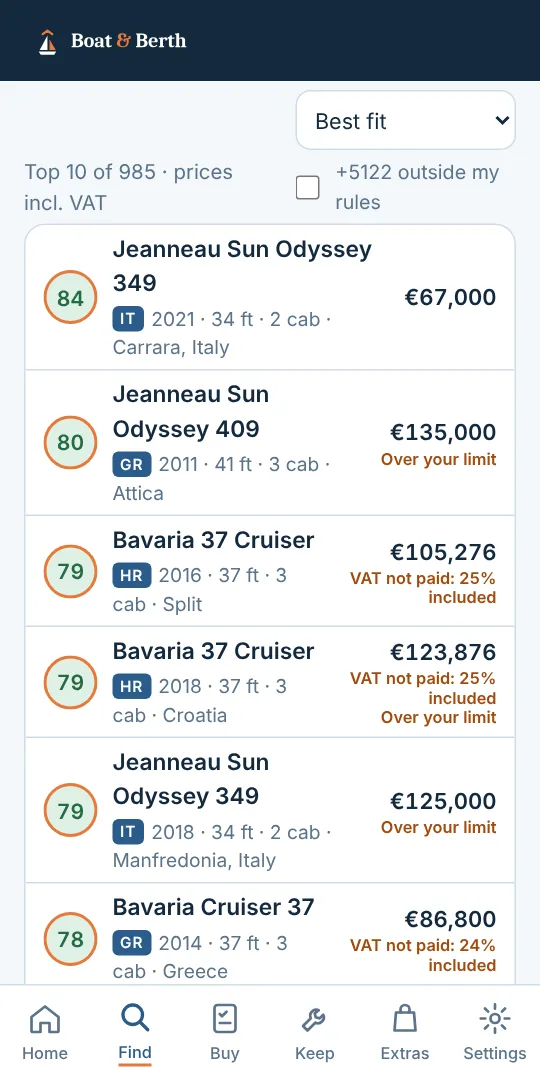 Boat & Berth
Best fit
Top 10 of 985 · prices
incl. VAT
+5122 outside my
rules
84
Jeanneau Sun Odyssey
349
IT 2021 · 34 ft · 2 cab ·
Carrara, Italy
€67,000
80
Jeanneau Sun
Odyssey 409
GR 2011 · 41 ft · 3 cab ·
Attica
€135,000
Over your limit
79
Bavaria 37 Cruiser
HR 2016 · 37 ft · 3
cab · Split
€105,276
VAT not paid: 25%
included
79
Bavaria 37 Cruiser
HR 2018 · 37 ft · 3
cab · Croatia
€123,876
VAT not paid: 25%
included
Over your limit
79
Jeanneau Sun
Odyssey 349
IT 2018 · 34 ft · 2 cab ·
Manfredonia, Italy
€125,000
Over your limit
78
Bavaria Cruiser 37
GR 2014 · 37 ft · 3
cab · Greece
€86,800
VAT not paid: 24%
included
Home
Find
Buy
Keep
Extras
Settings